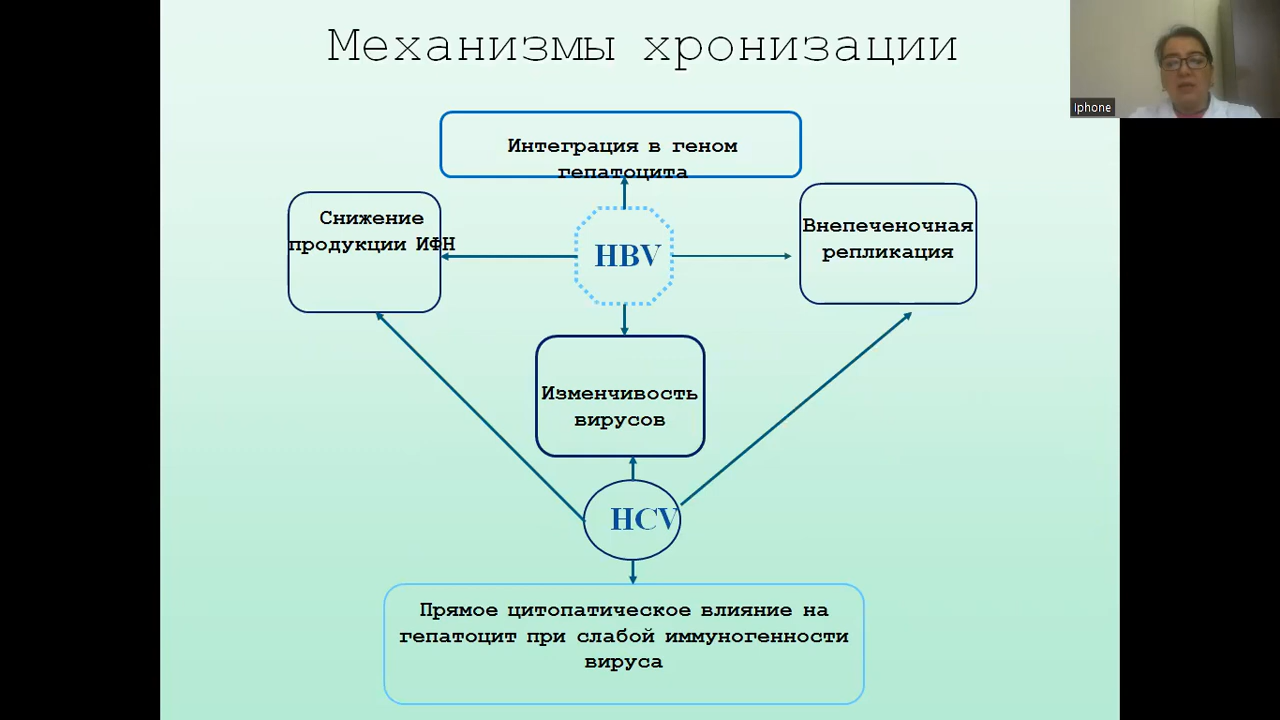 Механизмы хронизации
Iphone
Интеграция в геном
гепатоцита
Снижение
продукции ИФН
HBV
Внепеченочная
репликация
Изменчивость
вирусов
HCV
Прямое цитопатическое влияние на
гепатоцит при слабой иммуногенности
вируса